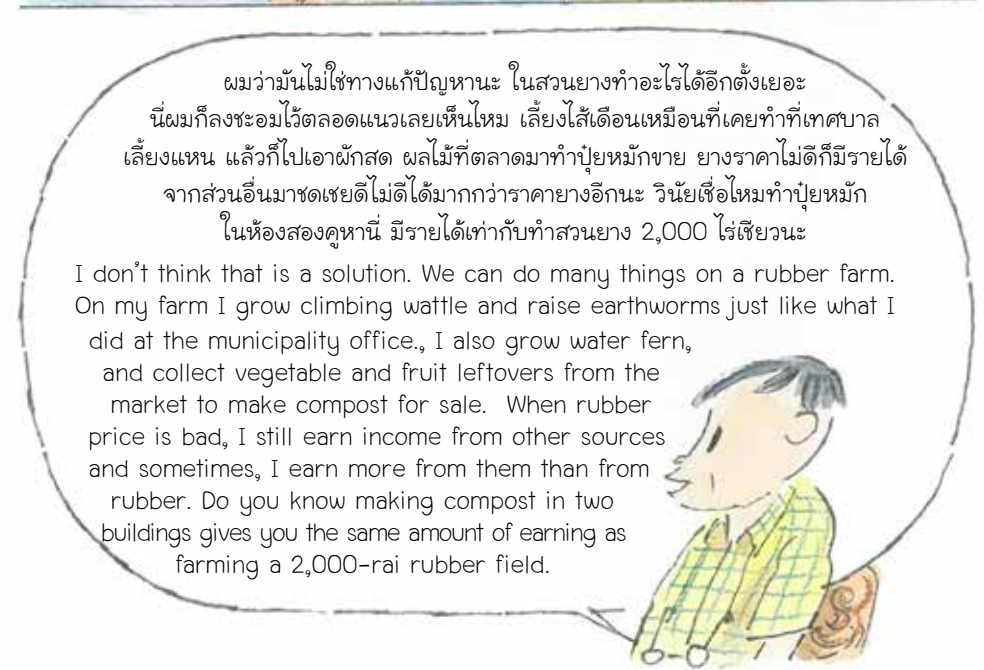 ผมว่ามันไม่ใช่ทางแก้ปัญหานะ ในสวนยางทำอะไรได้อีกตั้งเยอะ
นี่ผมก็ลงชะอมไว้ตลอดแนวเลยเห็นไหม เลี้ยงไส้เดือนเหมือนที่เคยทำที่เทศบาล
เลี้ยงแหน แล้วก็ไปเอาผักสด ผลไม้ที่ตลาดมาทำปุ๋ยหมักขาย ยางราคาไม่ดีก็มีรายได้
จากส่วนอื่นมาชดเชยดีไม่ดีได้มากกว่าราคายางอีกนะ วินัยเชื่อไหมทำปุ๋ยหมัก
ในห้องสองคูหานี่ มีรายได้เท่ากับทำสวนยาง 2,000 ไร่เชียวนะ
I don't think that is a solution. We can do many things on a rubber farm.
On my farm I grow climbing wattle and raise earthworms just like what I
did at the municipality office., I also grow water fern,
and collect vegetable and fruit leftovers from the
market to make compost for sale. When rubber
price is bad, I still earn income from other sources
and sometimes, I earn more from them than from
rubber. Do you know making compost in two
buildings gives you the same amount of earning as
farming a 2,000-rai rubber field.